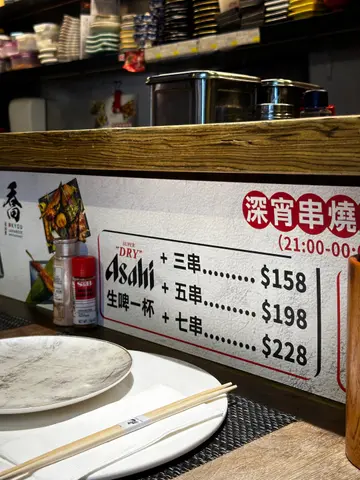 喬
深宵串燒
(21:00-00:
SUPER
"DRY"
Asahi
生啤一杯
+ 三串......... $158
+ 五串......... $198
+ 七串......... $228